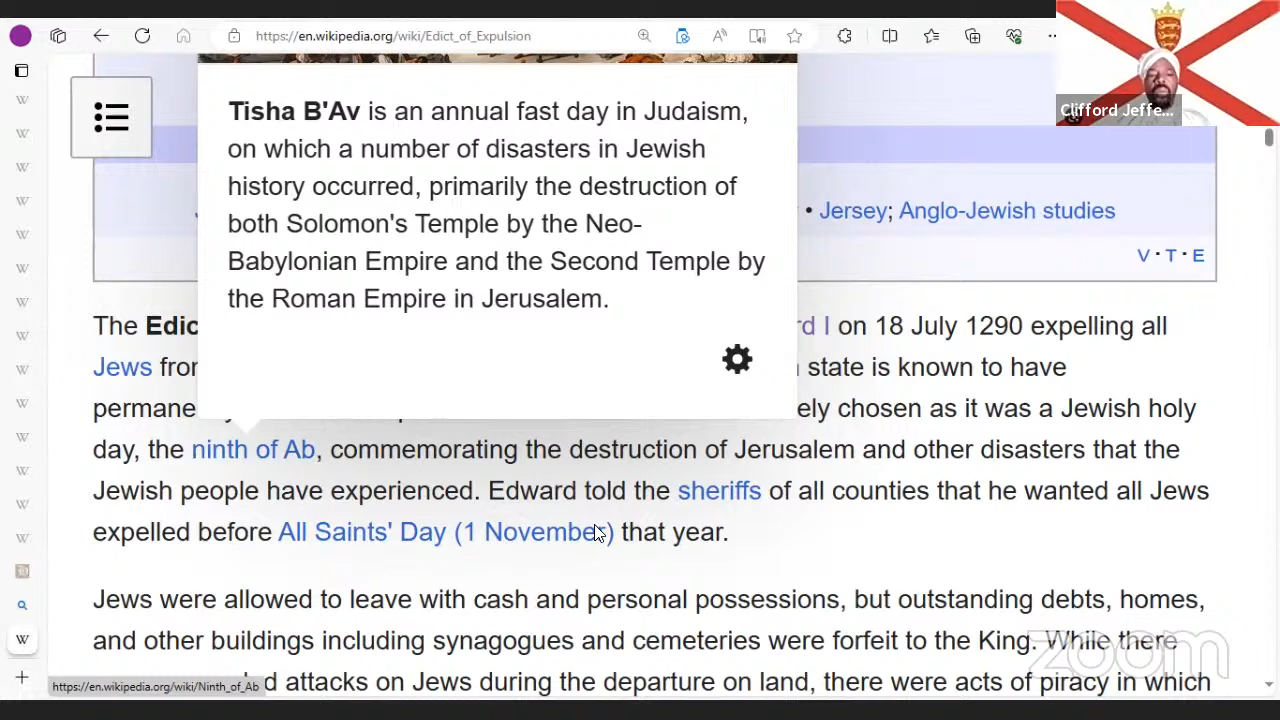 https://en.wikipedia.org/wiki/Edict_of_Expulsion
Clifford Jeffe...
Tisha B'Av is an annual fast day in Judaism,
on which a number of disasters in Jewish
history occurred, primarily the destruction of
both Solomon's Temple by the Neo-
Babylonian Empire and the Second Temple by
the Roman Empire in Jerusalem.
• Jersey; Anglo-Jewish studies
V · T · E
The Edic rd I on 18 July 1290 expelling all
Jews from state is known to have
permane ely chosen as it was a Jewish holy
day, the ninth of Ab, commemorating the destruction of Jerusalem and other disasters that the
Jewish people have experienced. Edward told the sheriffs of all counties that he wanted all Jews
expelled before All Saints' Day (1 November) that year.
Jews were allowed to leave with cash and personal possessions, but outstanding debts, homes,
and other buildings including synagogues and cemeteries were forfeit to the King. While there
d attacks on Jews during the departure on land, there were acts of piracy in which
zoom
https://en.wikipedia.org/wiki/Ninth_of_Ab